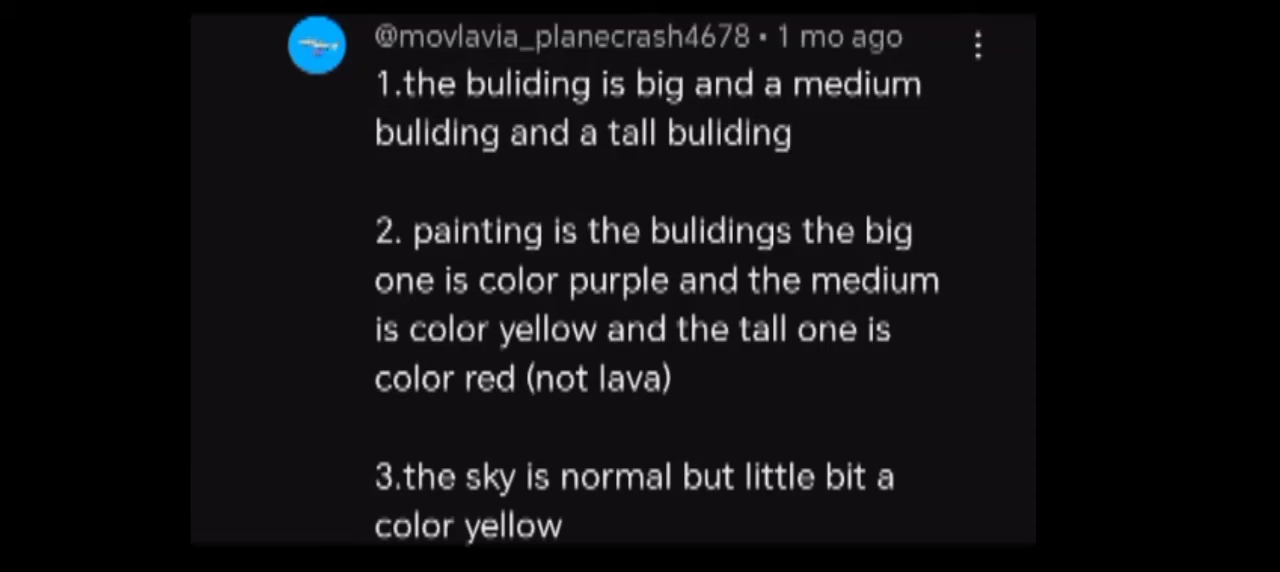 @movlavia_planecrash4678 • 1 mo ago
1.the buliding is big and a medium
buliding and a tall buliding
2. painting is the bulidings the big
one is color purple and the medium
is color yellow and the tall one is
color red (not lava)
3.the sky is normal but little bit a
color yellow